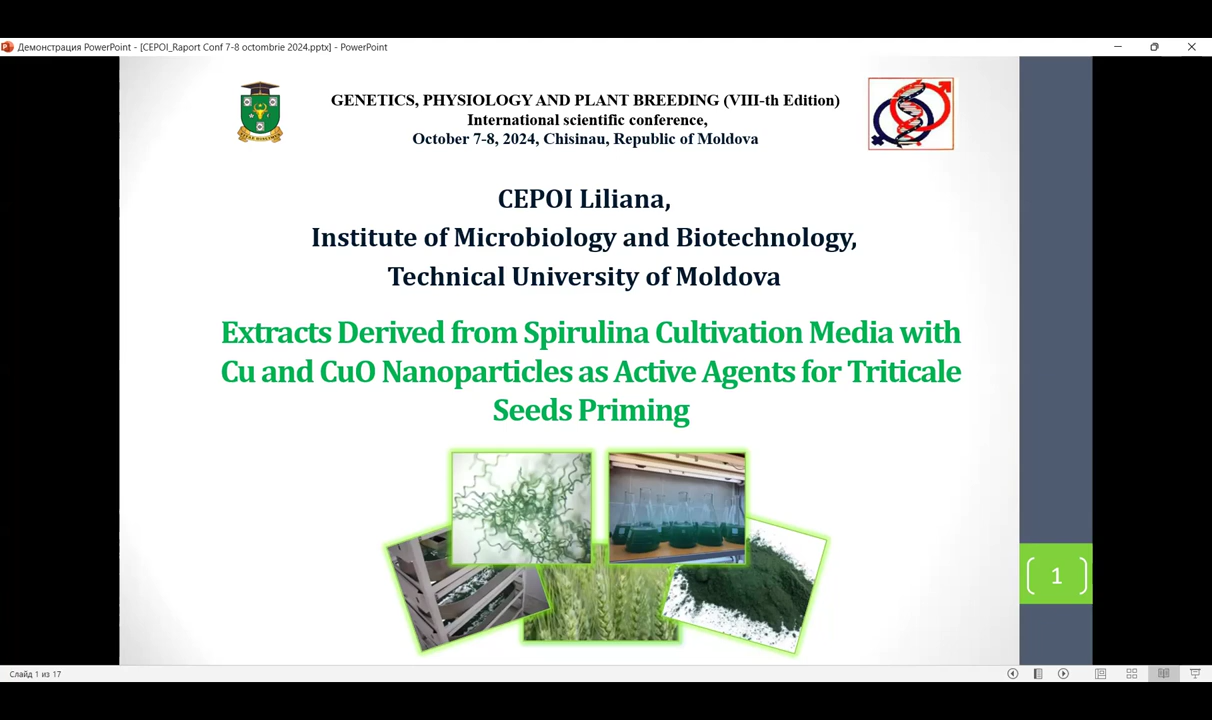 Демонстрация PowerPoint - [CEPOI_Raport Conf 7-8 octombrie 2024.pptx] - PowerPoint
GENETICS, PHYSIOLOGY AND PLANT BREEDING (VIII-th Edition)
International scientific conference,
October 7-8, 2024, Chisinau, Republic of Moldova
CEPOI Liliana,
Institute of Microbiology and Biotechnology,
Technical University of Moldova
Extracts Derived from Spirulina Cultivation Media with
Cu and CuO Nanoparticles as Active Agents for Triticale
Seeds Priming
1
Слайд 1 из 17